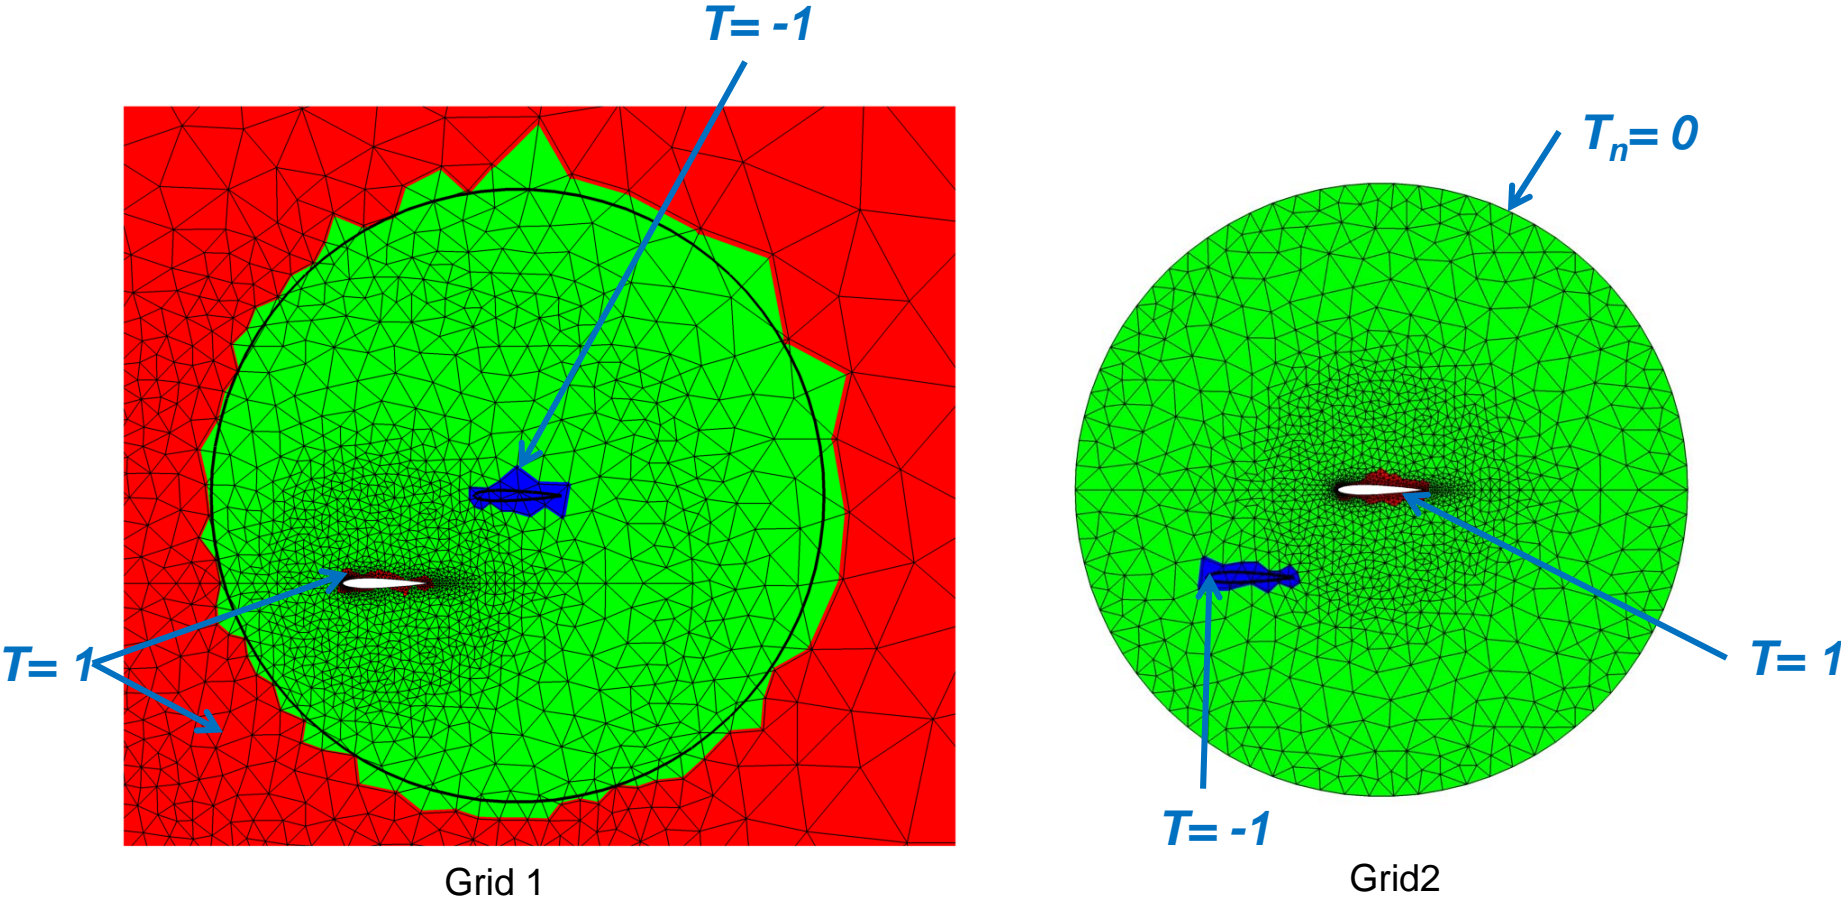 T= -1
Tn= 0
T= 1
T= 1
T= -1
Grid 1
Grid2